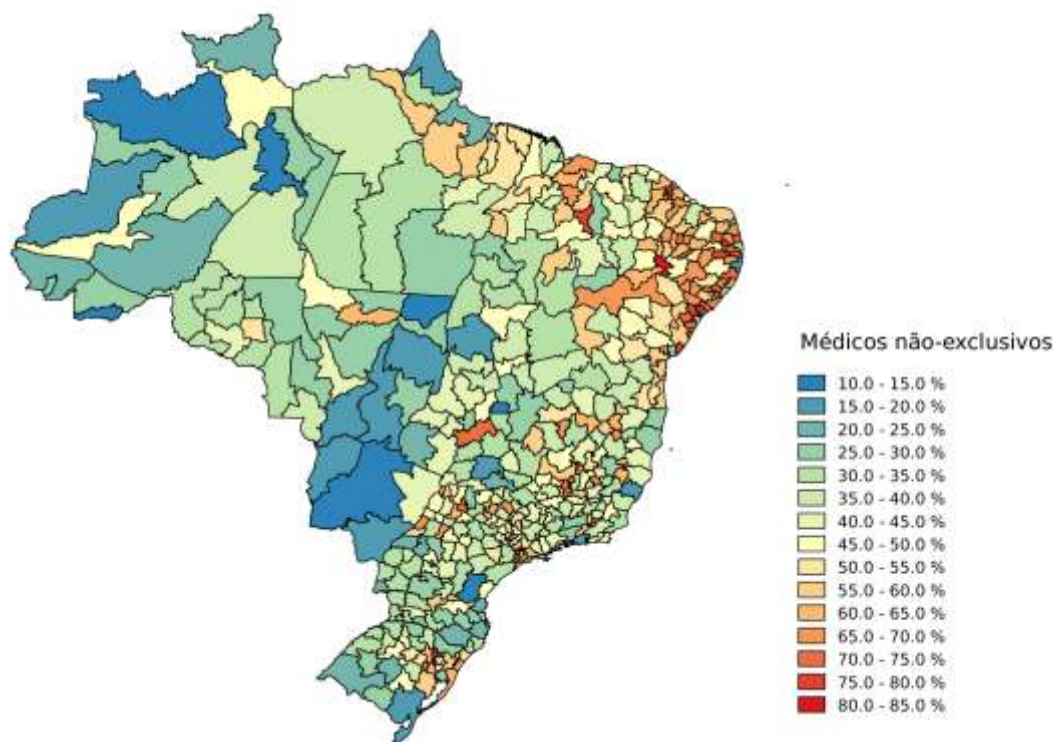 Médicos não-exclusivos
10.0 - 15.0 %
15.0 - 20.0 %
20.0 - 25.0 %
25.0 - 30.0 %
30.0 - 35.0 %
35.0 - 40.0 %
40.0 - 45.0 %
45.0 - 50.0 %
50.0 - 55.0 %
55.0 - 60.0 %
60.0 - 65.0 %
65.0 - 70.0 %
70.0 - 75.0 %
75.0 - 80.0 %
80.0 - 85.0 %